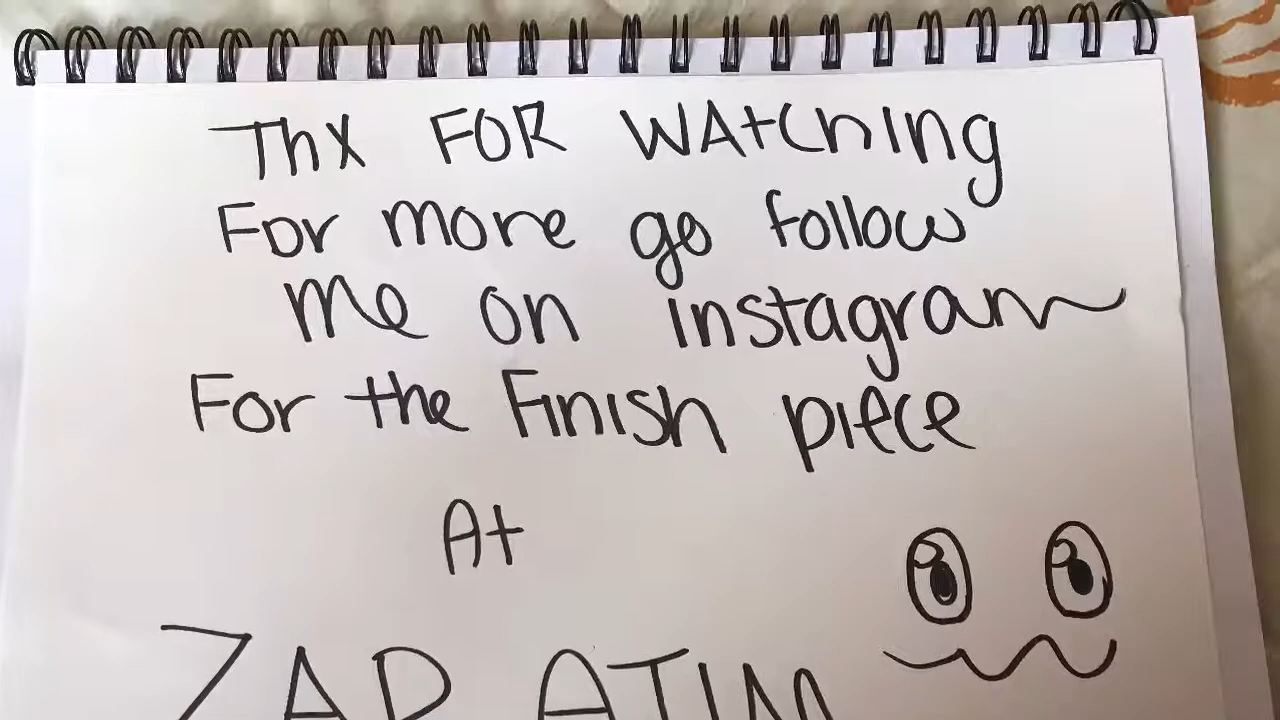 Thx FOR WAtching
For more go follow
me on instagram
For the Finish piece
At